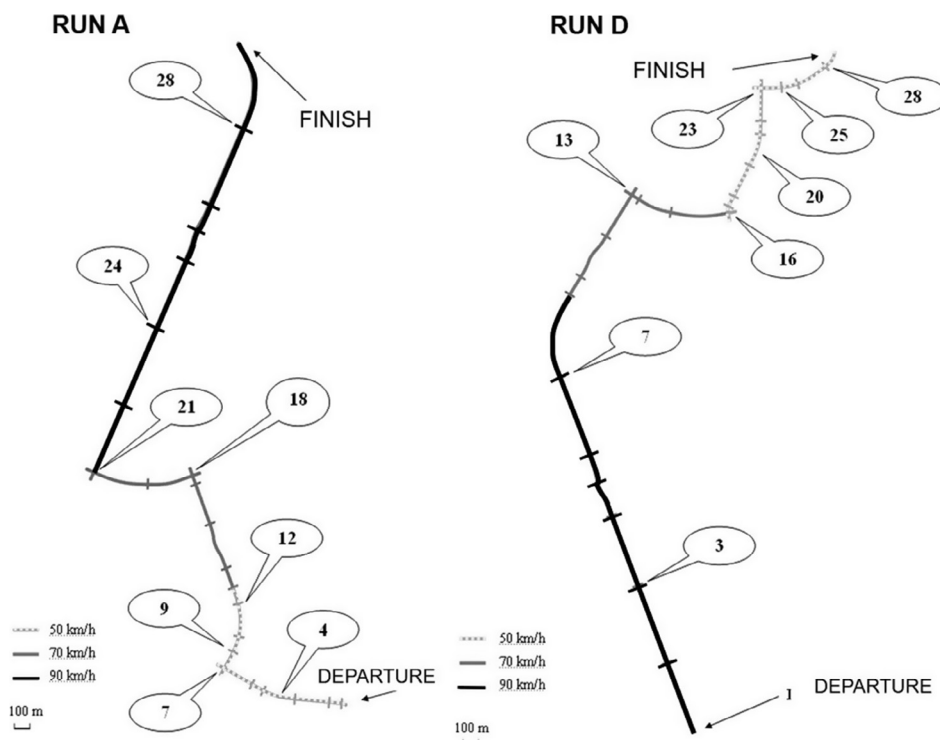 RUN A
28
FINISH
24
21
18
12
9
4
7
DEPARTURE
50 km/h
70 km/h
90 km/h
100 m
RUN D
FINISH
28
23
25
13
20
16
7
3
1
DEPARTURE
50 km/h
70 km/h
90 km/h
100 m